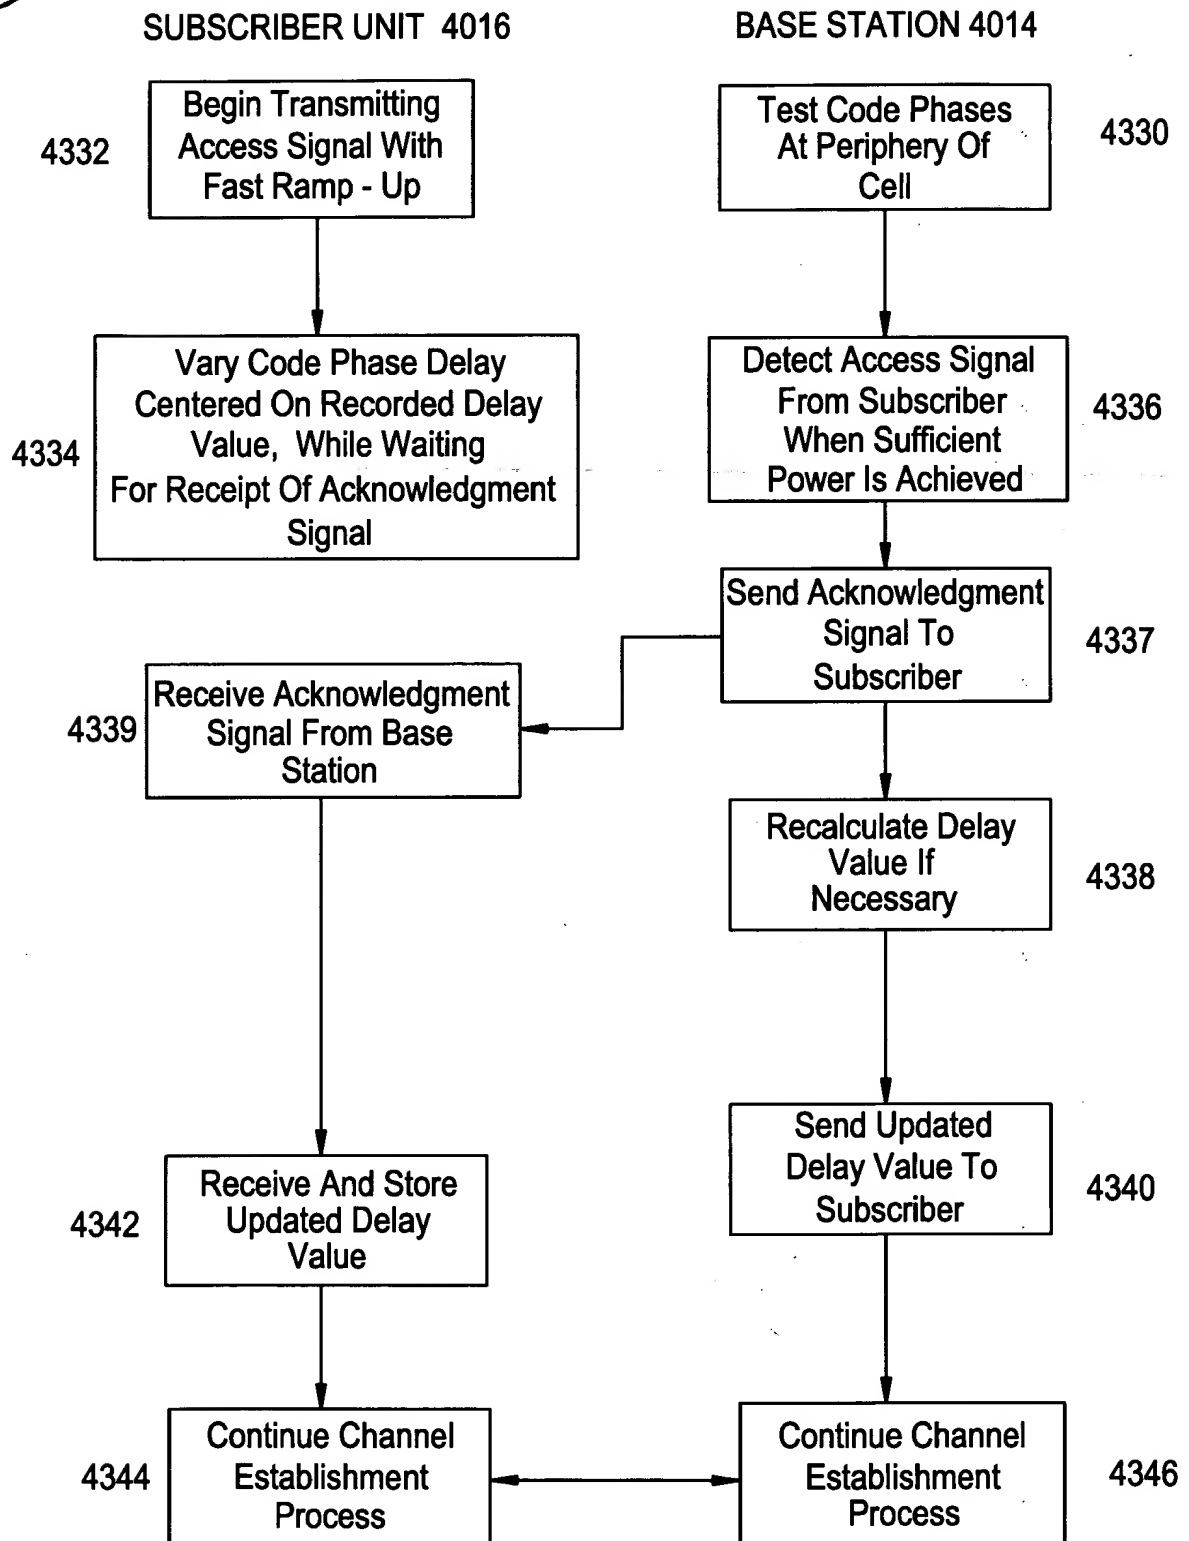 SUBSCRIBER UNIT 4016
BASE STATION 4014
4332
Begin Transmitting
Access Signal With
Fast Ramp - Up
Test Code Phases
At Periphery Of
Cell
4330
4334
Vary Code Phase Delay
Centered On Recorded Delay
Value, While Waiting
For Receipt Of Acknowledgment
Signal
Detect Access Signal
From Subscriber
When Sufficient
Power Is Achieved
4336
Send Acknowledgment
Signal To
Subscriber
4337
4339
Receive Acknowledgment
Signal From Base
Station
Recalculate Delay
Value If
Necessary
4338
Send Updated
Delay Value To
Subscriber
4340
4342
Receive And Store
Updated Delay
Value
4344
Continue Channel
Establishment
Process
Continue Channel
Establishment
Process
4346